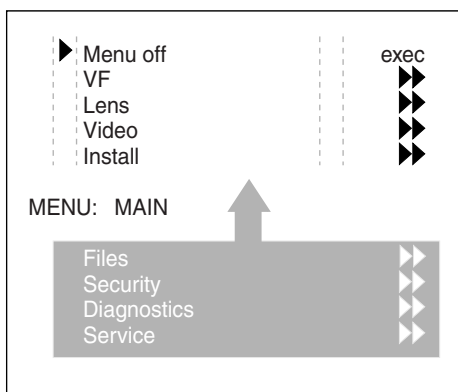 Menu off exec
VF
Lens
Video
Install
MENU: MAIN
Files
Security
Diagnostics
Service